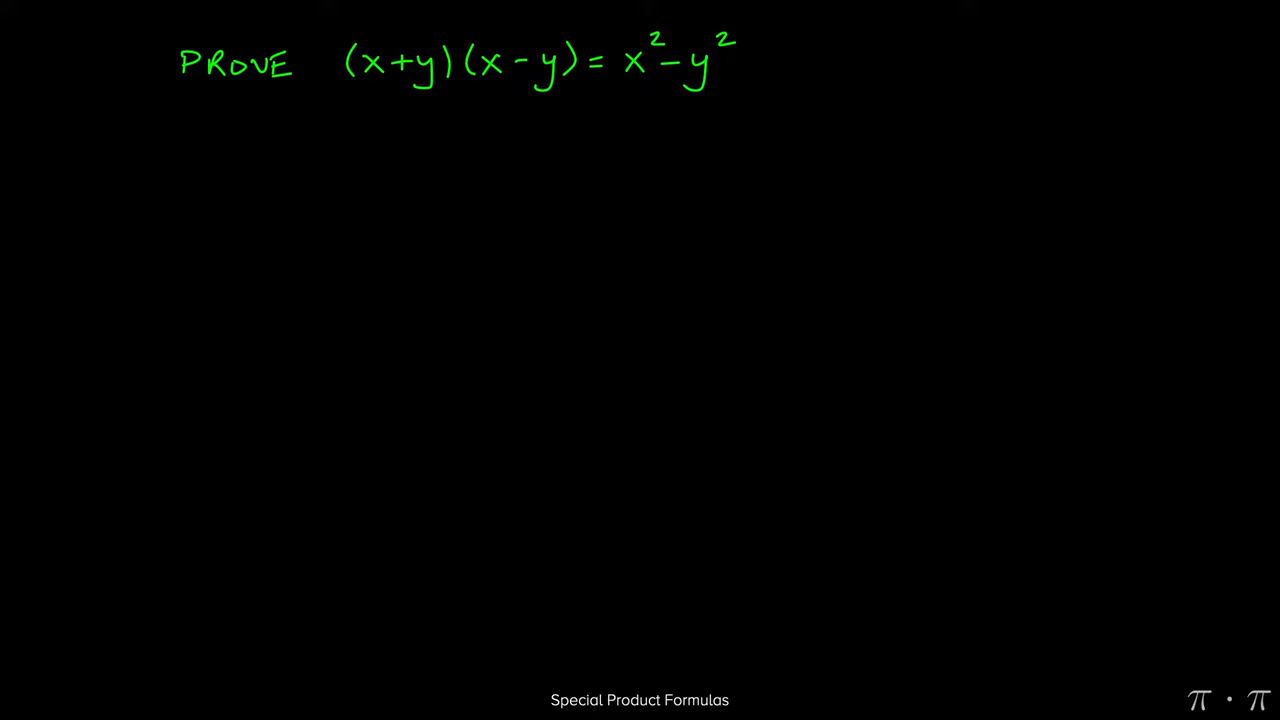 PROVE (x+y)(x-y) = x²-y²
Special Product Formulas
π · π